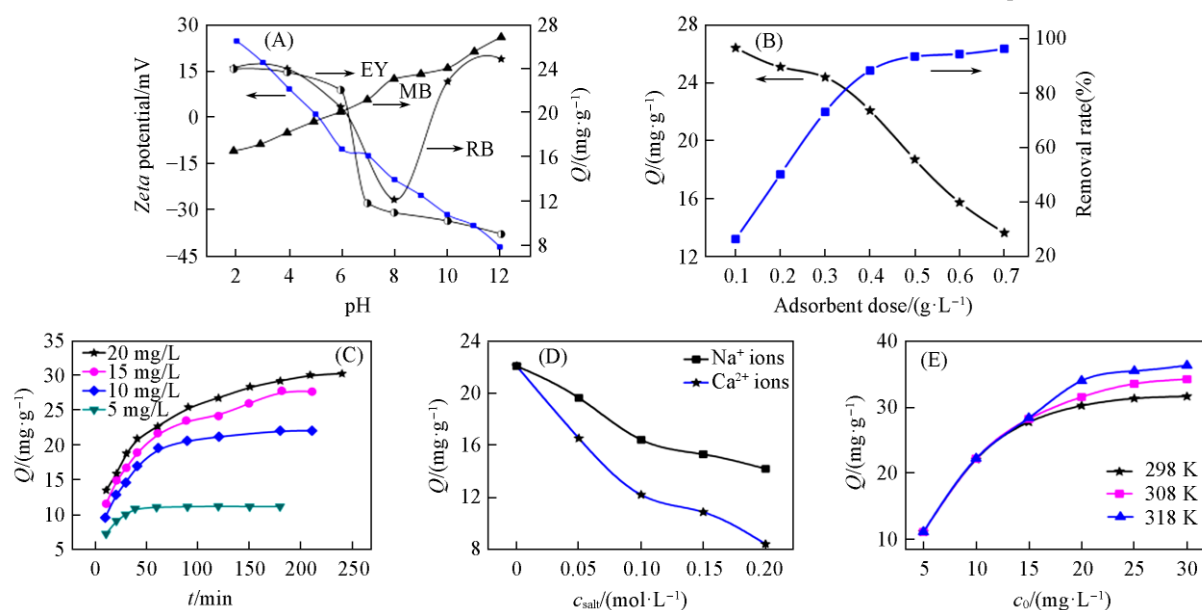 (A)
Zeta potential/mV
30
15
0
−15
−30
−45
EY
MB
RB
28
24
20
16
12
8
Q/(mg·g⁻¹)
2 4 6 8 10 12
pH
(B)
Q/(mg·g⁻¹)
28
24
20
16
12
100
80
60
40
20
Removal rate(%)
0.1 0.2 0.3 0.4 0.5 0.6 0.7
Adsorbent dose/(g·L⁻¹)
(C)
20 mg/L
15 mg/L
10 mg/L
5 mg/L
Q/(mg·g⁻¹)
35
30
25
20
15
10
5
0 50 100 150 200 250
t/min
(D)
Na⁺ ions
Ca²⁺ ions
Q/(mg·g⁻¹)
24
20
16
12
8
0 0.05 0.10 0.15 0.20
c_salt/(mol·L⁻¹)
(E)
298 K
308 K
318 K
Q/(mg·g⁻¹)
40
30
20
10
5 10 15 20 25 30
c₀/(mg·L⁻¹)